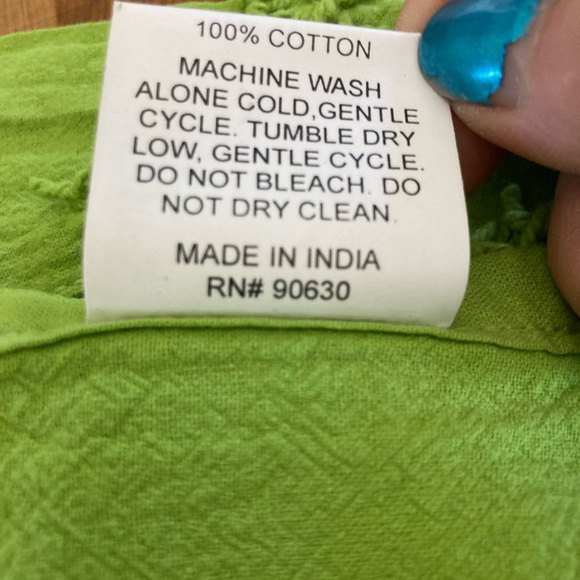 100% COTTON
MACHINE WASH
ALONE COLD,GENTLE
CYCLE. TUMBLE DRY
LOW, GENTLE CYCLE.
DO NOT BLEACH. DO
NOT DRY CLEAN.
MADE IN INDIA
RN# 90630